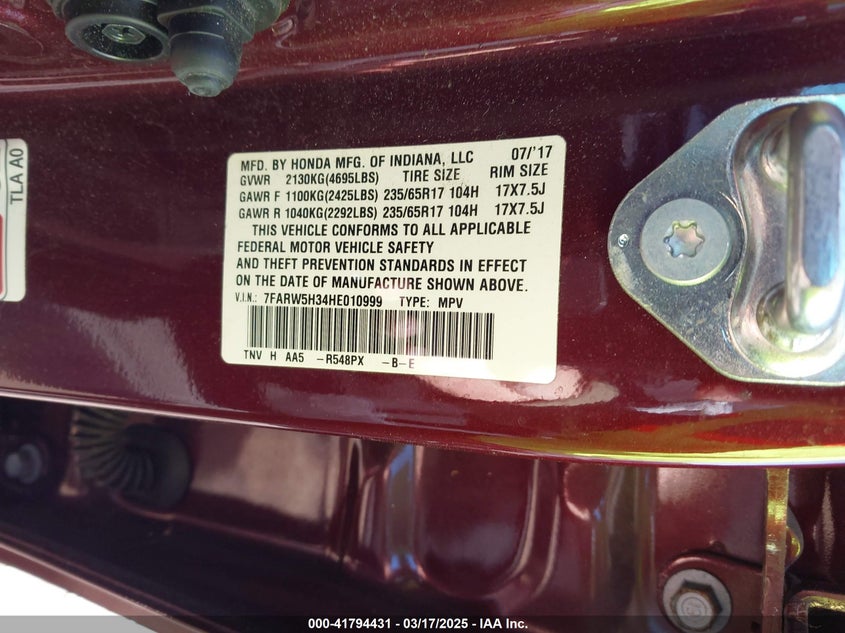 TLA A0
MFD. BY HONDA MFG. OF INDIANA, LLC 07/'17
GVWR 2130KG(4695LBS) TIRE SIZE RIM SIZE
GAWR F 1100KG(2425LBS) 235/65R17 104H 17X7.5J
GAWR R 1040KG(2292LBS) 235/65R17 104H 17X7.5J
THIS VEHICLE CONFORMS TO ALL APPLICABLE
FEDERAL MOTOR VEHICLE SAFETY
AND THEFT PREVENTION STANDARDS IN EFFECT
ON THE DATE OF MANUFACTURE SHOWN ABOVE.
V.I.N.: 7FARW5H34HE010999 TYPE: MPV
TNV H AA5 -R548PX -B-E
000-41794431 - 03/17/2025 - IAA Inc.